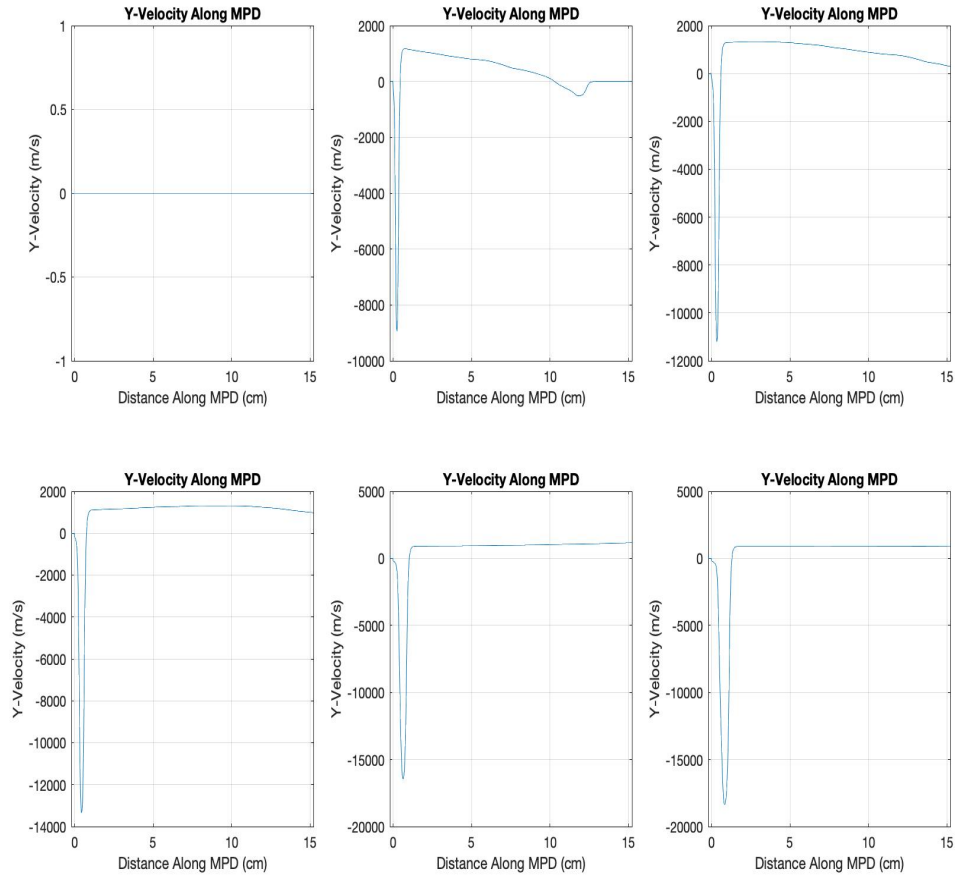 Y-Velocity Along MPD
1
0.5
0
-0.5
-1
Y-Velocity (m/s)
0 5 10 15
Distance Along MPD (cm)
Y-Velocity Along MPD
2000
0
-2000
-4000
-6000
-8000
-10000
Y-Velocity (m/s)
0 5 10 15
Distance Along MPD (cm)
Y-Velocity Along MPD
2000
0
-2000
-4000
-6000
-8000
-10000
-12000
Y-velocity (m/s)
0 5 10 15
Distance Along MPD (cm)
Y-Velocity Along MPD
2000
0
-2000
-4000
-6000
-8000
-10000
-12000
-14000
Y-Velocity (m/s)
0 5 10 15
Distance Along MPD (cm)
Y-Velocity Along MPD
5000
0
-5000
-10000
-15000
-20000
Y-Velocity (m/s)
0 5 10 15
Distance Along MPD (cm)
Y-Velocity Along MPD
5000
0
-5000
-10000
-15000
-20000
Y-Velocity (m/s)
0 5 10 15
Distance Along MPD (cm)